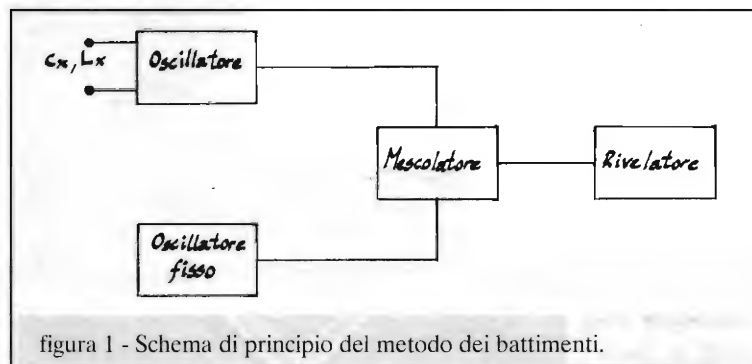 Cx, Lx
Oscillatore
Mescolatore
Rivelatore
Oscillatore
fisso
figura 1 - Schema di principio del metodo dei battimenti.